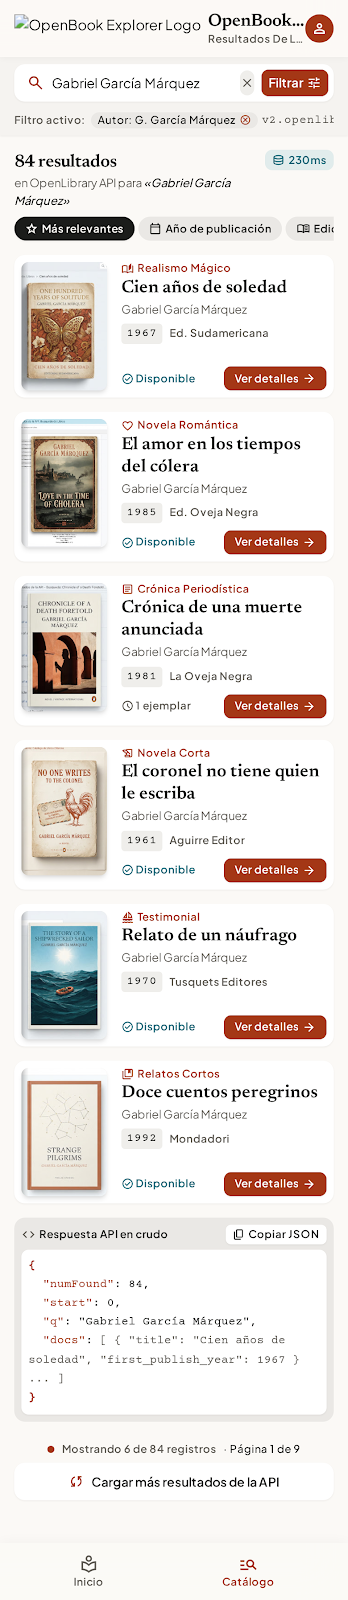 OpenBook Explorer Logo
OpenBook...
Resultados De L...
Gabriel García Márquez
Filtrar
Filtro activo:
Autor: G. García Márquez
v2.openlib
84 resultados
230ms
en OpenLibrary API para «Gabriel García
Márquez»
Más relevantes
Año de publicación
Edic
Realismo Mágico
Cien años de soledad
Gabriel García Márquez
1967
Ed. Sudamericana
Disponible
Ver detalles
ONE HUNDRED
YEARS OF SOLITUDE
GABRIEL GARCÍA MÁRQUEZ
CIEN AÑOS DE SOLEDAD
Novela Romántica
El amor en los tiempos
del cólera
Gabriel García Márquez
1985
Ed. Oveja Negra
Disponible
Ver detalles
GABRIEL
GARCÍA MÁRQUEZ
LOVE IN THE TIME
OF CHOLERA
Crónica Periodística
Crónica de una muerte
anunciada
Gabriel García Márquez
1981
La Oveja Negra
1 ejemplar
Ver detalles
CHRONICLE OF A
DEATH FORETOLD
GABRIEL GARCÍA
MÁRQUEZ
Novela Corta
El coronel no tiene quien
le escriba
Gabriel García Márquez
1961
Aguirre Editor
Disponible
Ver detalles
NO ONE WRITES
TO THE COLONEL
GABRIEL GARCÍA MÁRQUEZ
Testimonial
Relato de un náufrago
Gabriel García Márquez
1970
Tusquets Editores
Disponible
Ver detalles
THE STORY OF A
SHIPWRECKED SAILOR
GABRIEL GARCÍA MÁRQUEZ
Relatos Cortos
Doce cuentos peregrinos
Gabriel García Márquez
1992
Mondadori
Disponible
Ver detalles
STRANGE
PILGRIMS
GABRIEL GARCÍA MÁRQUEZ
Respuesta API en crudo
Copiar JSON
{
"numFound": 84,
"start": 0,
"q": "Gabriel García Márquez",
"docs": [ { "title": "Cien años de
soledad", "first_publish_year": 1967 }
... ]
}
Mostrando 6 de 84 registros · Página 1 de 9
Cargar más resultados de la API
Inicio
Catálogo